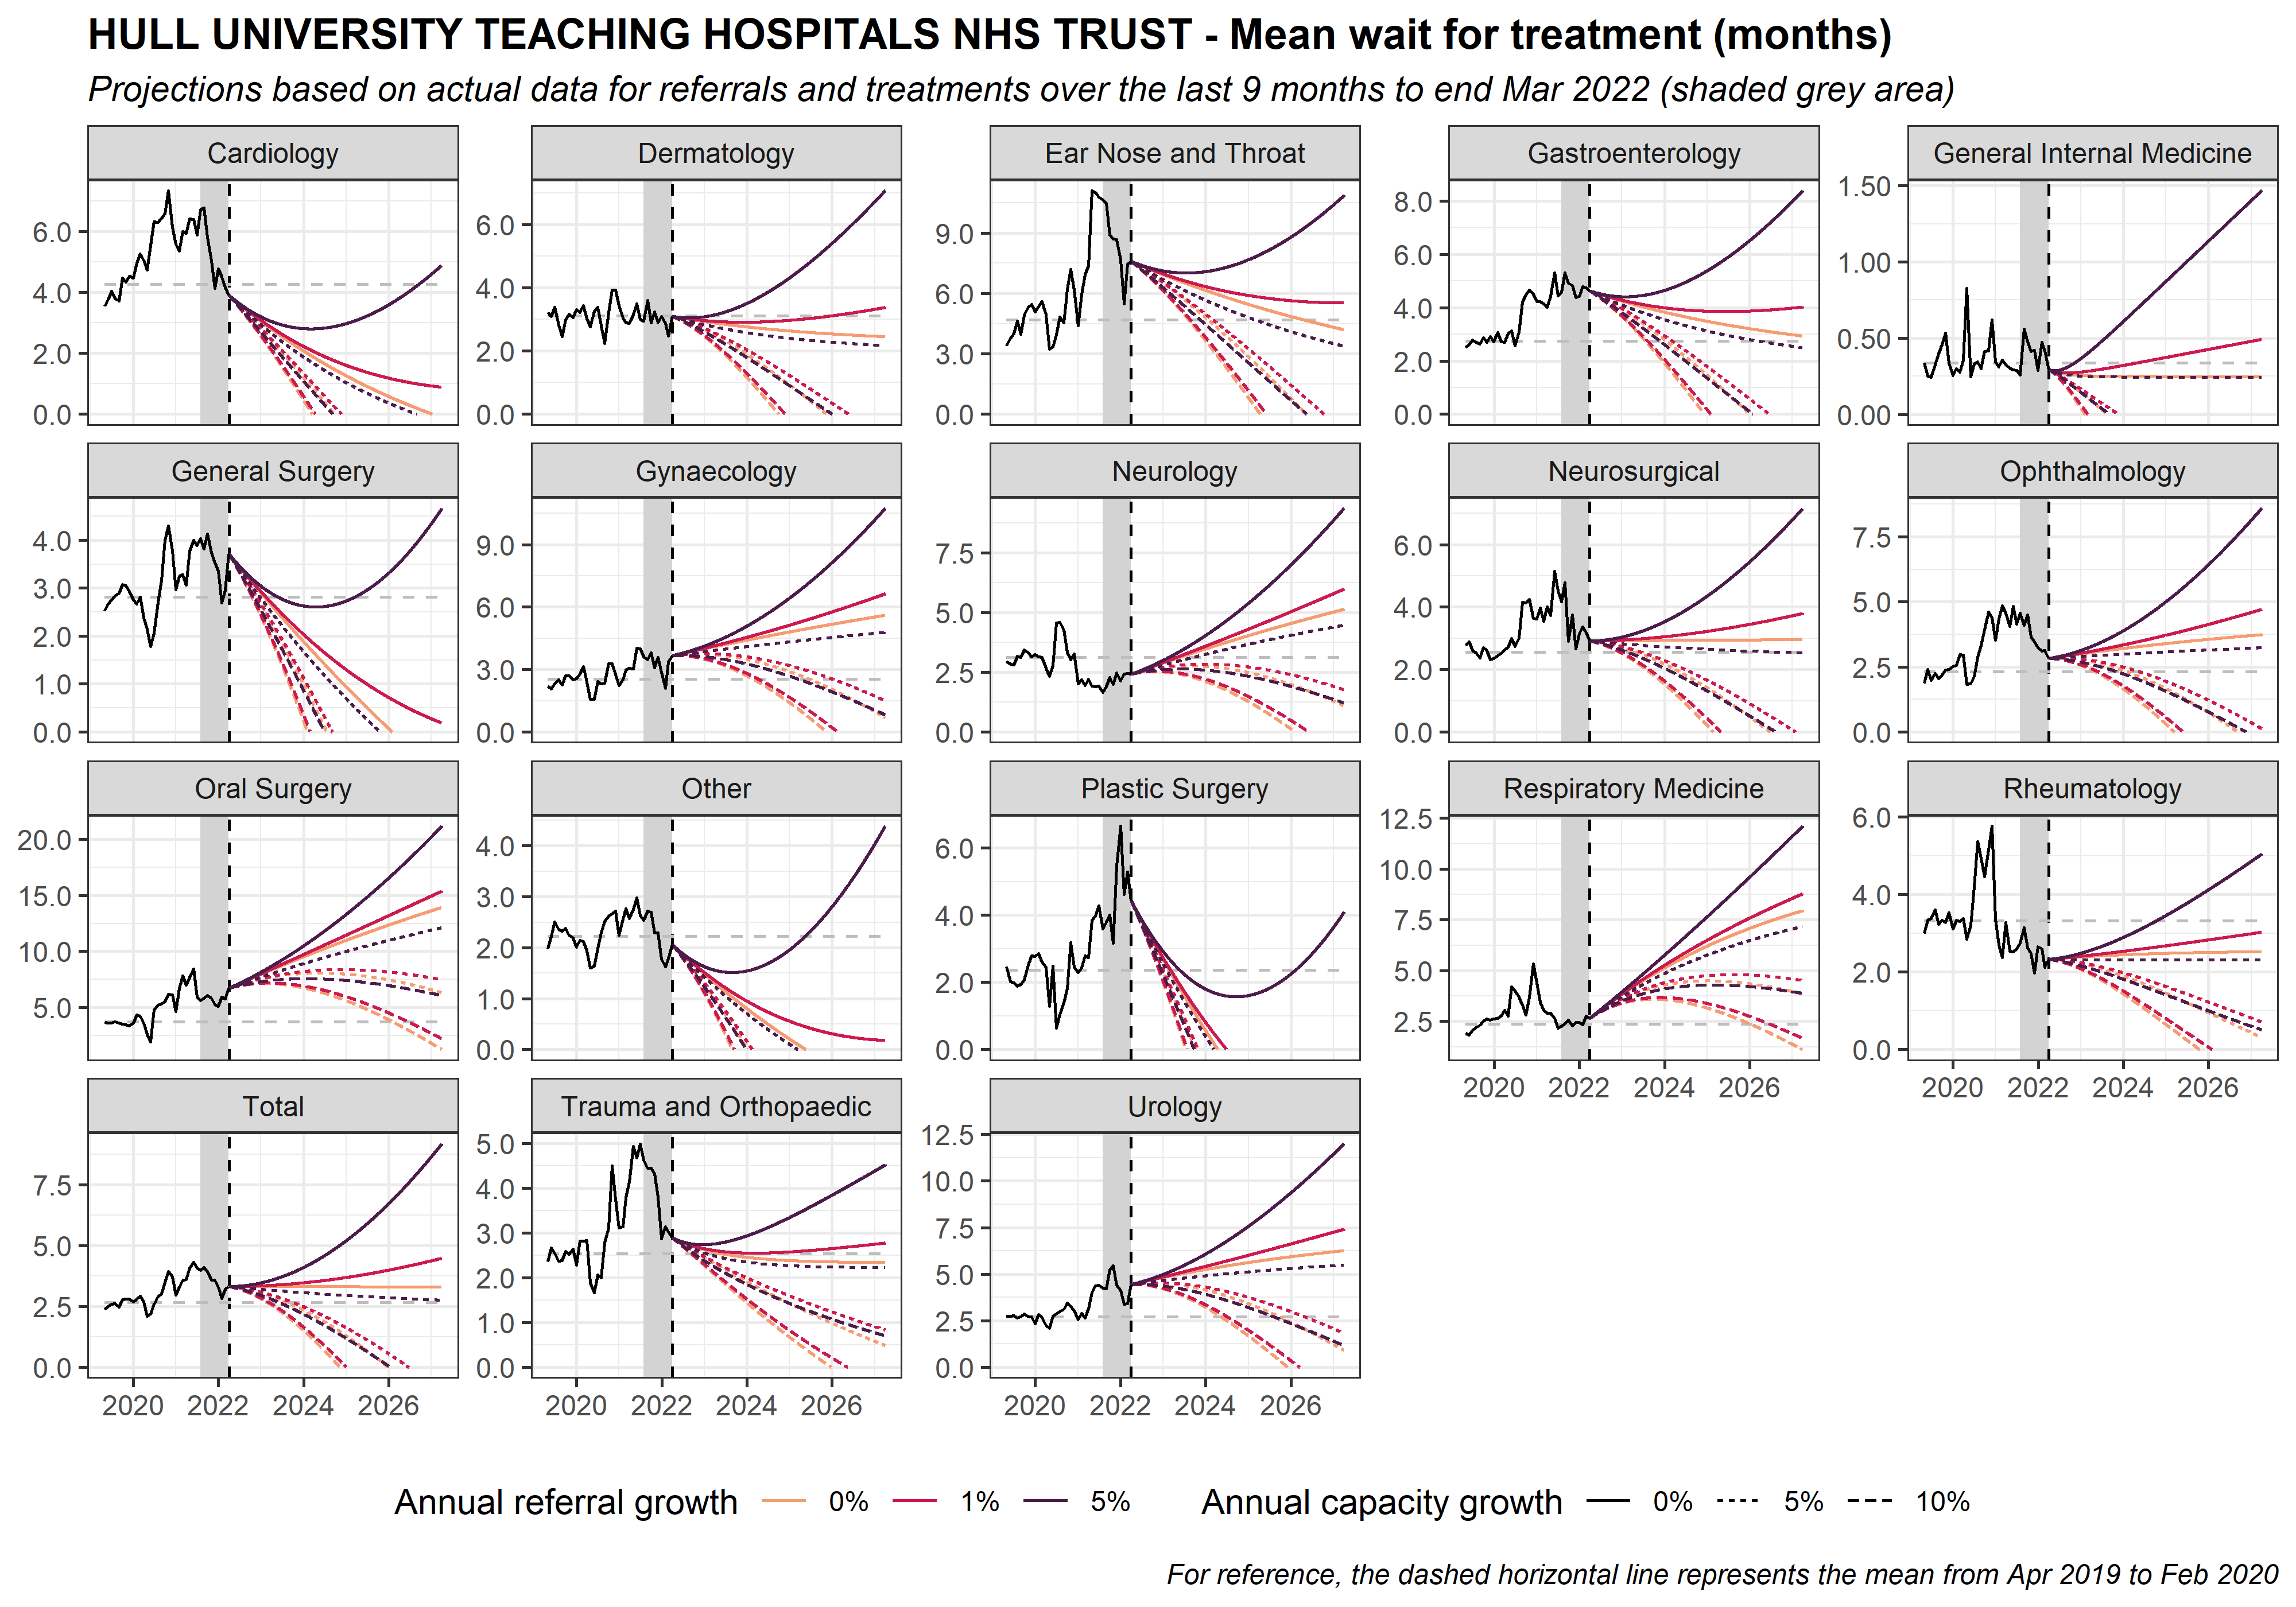 HULL UNIVERSITY TEACHING HOSPITALS NHS TRUST - Mean wait for treatment (months)
Projections based on actual data for referrals and treatments over the last 9 months to end Mar 2022 (shaded grey area)
Cardiology
6.0
4.0
2.0
0.0
Dermatology
6.0
4.0
2.0
0.0
Ear Nose and Throat
9.0
6.0
3.0
0.0
Gastroenterology
8.0
6.0
4.0
2.0
0.0
General Internal Medicine
1.50
1.00
0.50
0.00
General Surgery
4.0
3.0
2.0
1.0
0.0
Gynaecology
9.0
6.0
3.0
0.0
Neurology
7.5
5.0
2.5
0.0
Neurosurgical
6.0
4.0
2.0
0.0
Ophthalmology
7.5
5.0
2.5
0.0
Oral Surgery
20.0
15.0
10.0
5.0
Other
4.0
3.0
2.0
1.0
0.0
Plastic Surgery
6.0
4.0
2.0
0.0
Respiratory Medicine
12.5
10.0
7.5
5.0
2.5
2020 2022 2024 2026
Rheumatology
6.0
4.0
2.0
0.0
2020 2022 2024 2026
Total
7.5
5.0
2.5
0.0
2020 2022 2024 2026
Trauma and Orthopaedic
5.0
4.0
3.0
2.0
1.0
0.0
2020 2022 2024 2026
Urology
12.5
10.0
7.5
5.0
2.5
0.0
2020 2022 2024 2026
Annual referral growth 0% 1% 5% Annual capacity growth 0% 5% 10%
For reference, the dashed horizontal line represents the mean from Apr 2019 to Feb 2020